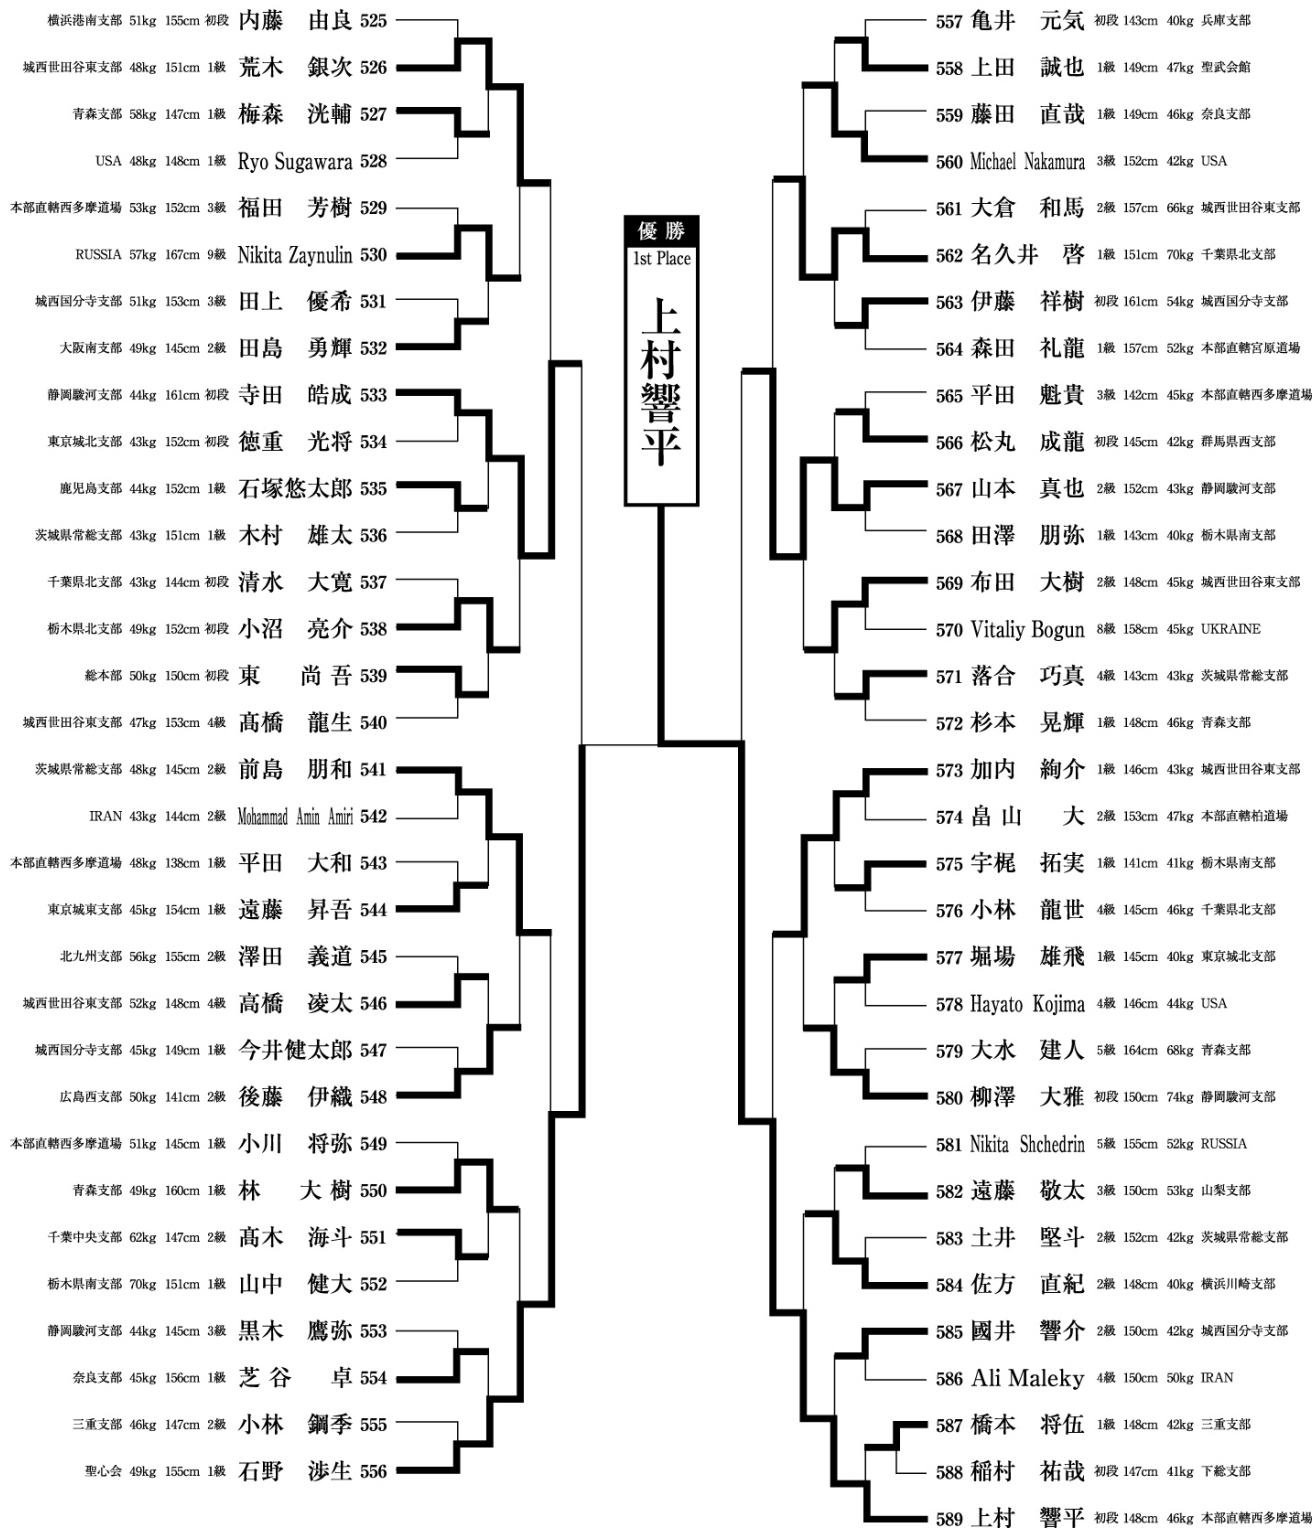 横浜港南支部 51kg 155cm 初段 内藤 由良 525
城西世田谷東支部 48kg 151cm 1級 荒木 銀次 526
青森支部 58kg 147cm 1級 梅森 洸輔 527
USA 48kg 148cm 1級 Ryo Sugawara 528
本部直轄西多摩道場 53kg 152cm 3級 福田 芳樹 529
RUSSIA 57kg 167cm 9級 Nikita Zaynulin 530
城西国分寺支部 51kg 153cm 3級 田上 優希 531
大阪南支部 49kg 145cm 2級 田島 勇輝 532
静岡駿河支部 44kg 161cm 初段 寺田 皓成 533
東京城北支部 43kg 152cm 初段 徳重 光将 534
鹿児島支部 44kg 152cm 1級 石塚悠太郎 535
茨城県常総支部 43kg 151cm 1級 木村 雄太 536
千葉県北支部 43kg 144cm 初段 清水 大寛 537
栃木県北支部 49kg 152cm 初段 小沼 亮介 538
総本部 50kg 150cm 初段 東 尚吾 539
城西世田谷東支部 47kg 153cm 4級 髙橋 龍生 540
茨城県常総支部 48kg 145cm 2級 前島 朋和 541
IRAN 43kg 144cm 2級 Mohammad Amin Amiri 542
本部直轄西多摩道場 48kg 138cm 1級 平田 大和 543
東京城東支部 45kg 154cm 1級 遠藤 昇吾 544
北九州支部 56kg 155cm 2級 澤田 義道 545
城西世田谷東支部 52kg 148cm 4級 高橋 凌太 546
城西国分寺支部 45kg 149cm 1級 今井健太郎 547
広島西支部 50kg 141cm 2級 後藤 伊織 548
本部直轄西多摩道場 51kg 145cm 1級 小川 将弥 549
青森支部 49kg 160cm 1級 林 大樹 550
千葉中央支部 62kg 147cm 2級 髙木 海斗 551
栃木県南支部 70kg 151cm 1級 山中 健大 552
静岡駿河支部 44kg 145cm 3級 黒木 鷹弥 553
奈良支部 45kg 156cm 1級 芝谷 卓 554
三重支部 46kg 147cm 2級 小林 鋼季 555
聖心会 49kg 155cm 1級 石野 渉生 556
優勝
1st Place
上村響平
557 亀井 元気 初段 143cm 40kg 兵庫支部
558 上田 誠也 1級 149cm 47kg 聖武会館
559 藤田 直哉 1級 149cm 46kg 奈良支部
560 Michael Nakamura 3級 152cm 42kg USA
561 大倉 和馬 2級 157cm 66kg 城西世田谷東支部
562 名久井 啓 1級 151cm 70kg 千葉県北支部
563 伊藤 祥樹 初段 161cm 54kg 城西国分寺支部
564 森田 礼龍 1級 157cm 52kg 本部直轄宮原道場
565 平田 魁貴 3級 142cm 45kg 本部直轄西多摩道場
566 松丸 成龍 初段 145cm 42kg 群馬県西支部
567 山本 真也 2級 152cm 43kg 静岡駿河支部
568 田澤 朋弥 1級 143cm 40kg 栃木県南支部
569 布田 大樹 2級 148cm 45kg 城西世田谷東支部
570 Vitaliy Bogun 8級 158cm 45kg UKRAINE
571 落合 巧真 4級 143cm 43kg 茨城県常総支部
572 杉本 晃輝 1級 148cm 46kg 青森支部
573 加内 絢介 1級 146cm 43kg 城西世田谷東支部
574 畠山 大 2級 153cm 47kg 本部直轄柏道場
575 宇梶 拓実 1級 141cm 41kg 栃木県南支部
576 小林 龍世 4級 145cm 46kg 千葉県北支部
577 堀場 雄飛 1級 145cm 40kg 東京城北支部
578 Hayato Kojima 4級 146cm 44kg USA
579 大水 建人 5級 164cm 68kg 青森支部
580 柳澤 大雅 初段 150cm 74kg 静岡駿河支部
581 Nikita Shchedrin 5級 155cm 52kg RUSSIA
582 遠藤 敬太 3級 150cm 53kg 山梨支部
583 土井 堅斗 2級 152cm 42kg 茨城県常総支部
584 佐方 直紀 2級 148cm 40kg 横浜川崎支部
585 國井 響介 2級 150cm 42kg 城西国分寺支部
586 Ali Maleky 4級 150cm 50kg IRAN
587 橋本 将伍 1級 148cm 42kg 三重支部
588 稲村 祐哉 初段 147cm 41kg 下総支部
589 上村 響平 初段 148cm 46kg 本部直轄西多摩道場